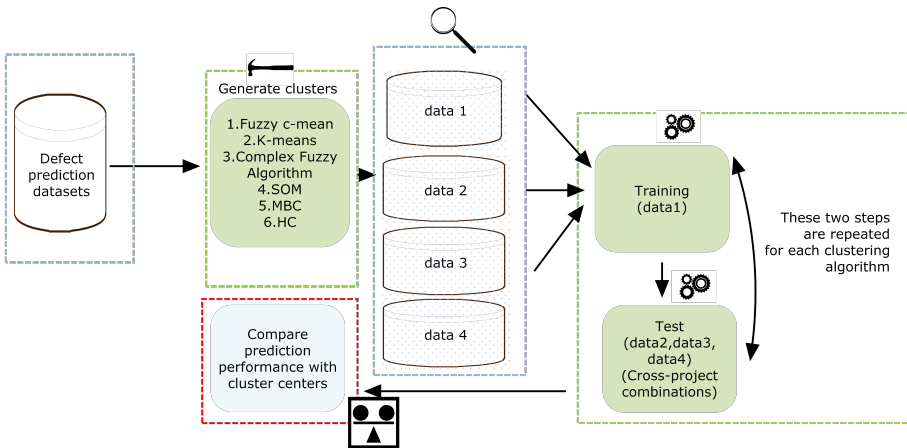 Defect
prediction
datasets
Generate clusters
1.Fuzzy c-mean
2.K-means
3.Complex Fuzzy
Algorithm
4.SOM
5.MBC
6.HC
data 1
data 2
data 3
data 4
Training
(data1)
These two steps
are repeated
for each clustering
algorithm
Test
(data2,data3,
data4)
(Cross-project
combinations)
Compare
prediction
performance with
cluster centers